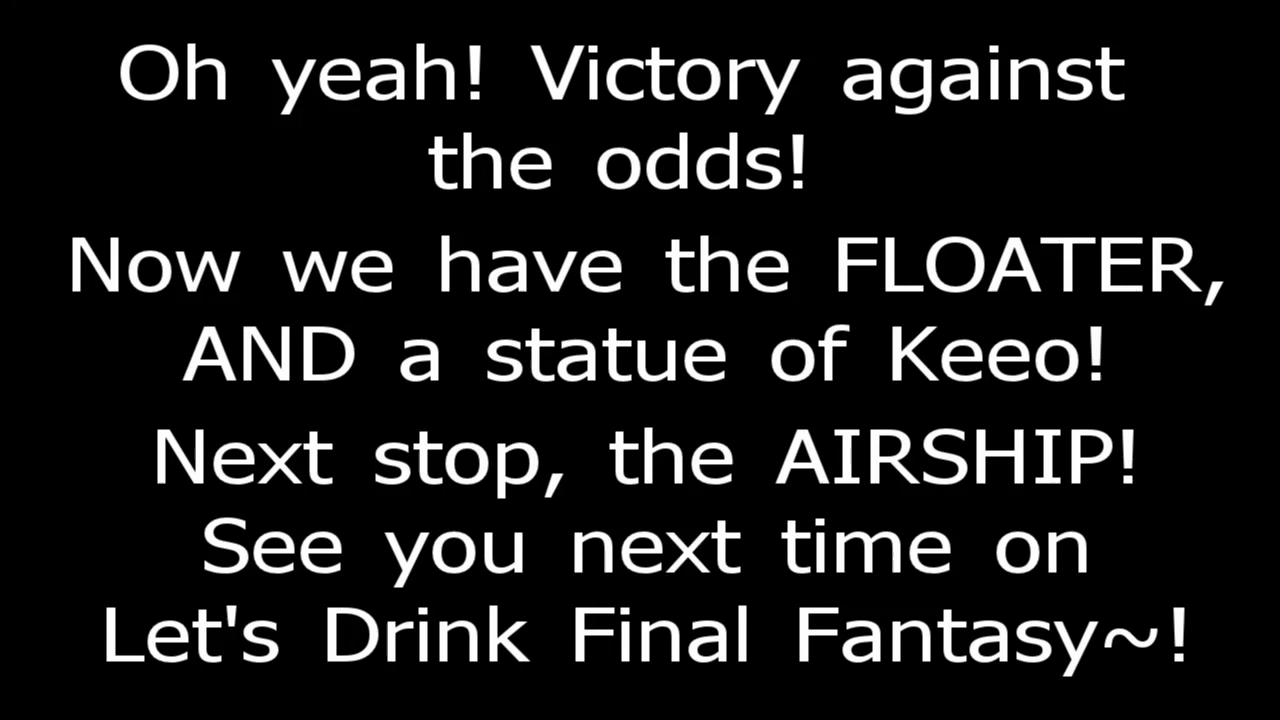 Oh yeah! Victory against
the odds!
Now we have the FLOATER,
AND a statue of Keeo!
Next stop, the AIRSHIP!
See you next time on
Let's Drink Final Fantasy~!